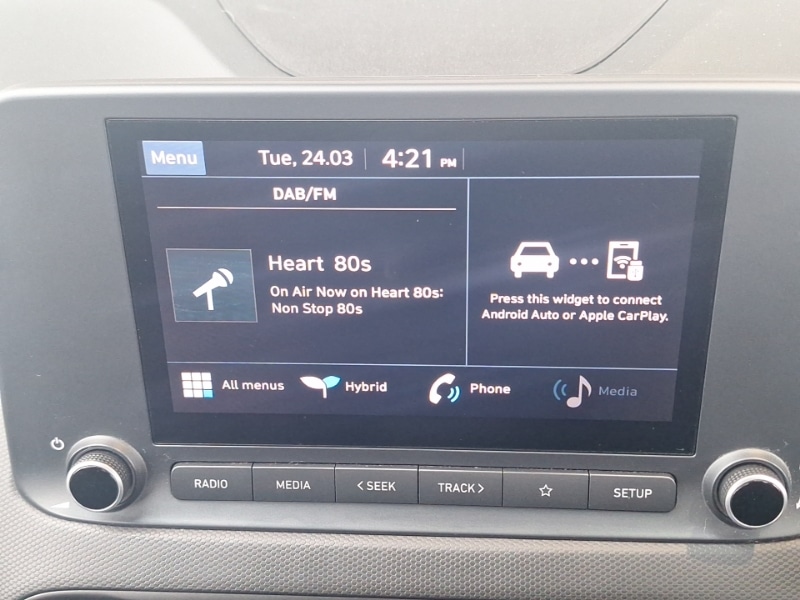 Menu
Tue, 24.03
4:21 PM
DAB/FM
Heart 80s
On Air Now on Heart 80s:
Non Stop 80s
Press this widget to connect
Android Auto or Apple CarPlay.
All menus
Hybrid
Phone
Media
RADIO
MEDIA
< SEEK
TRACK >
SETUP